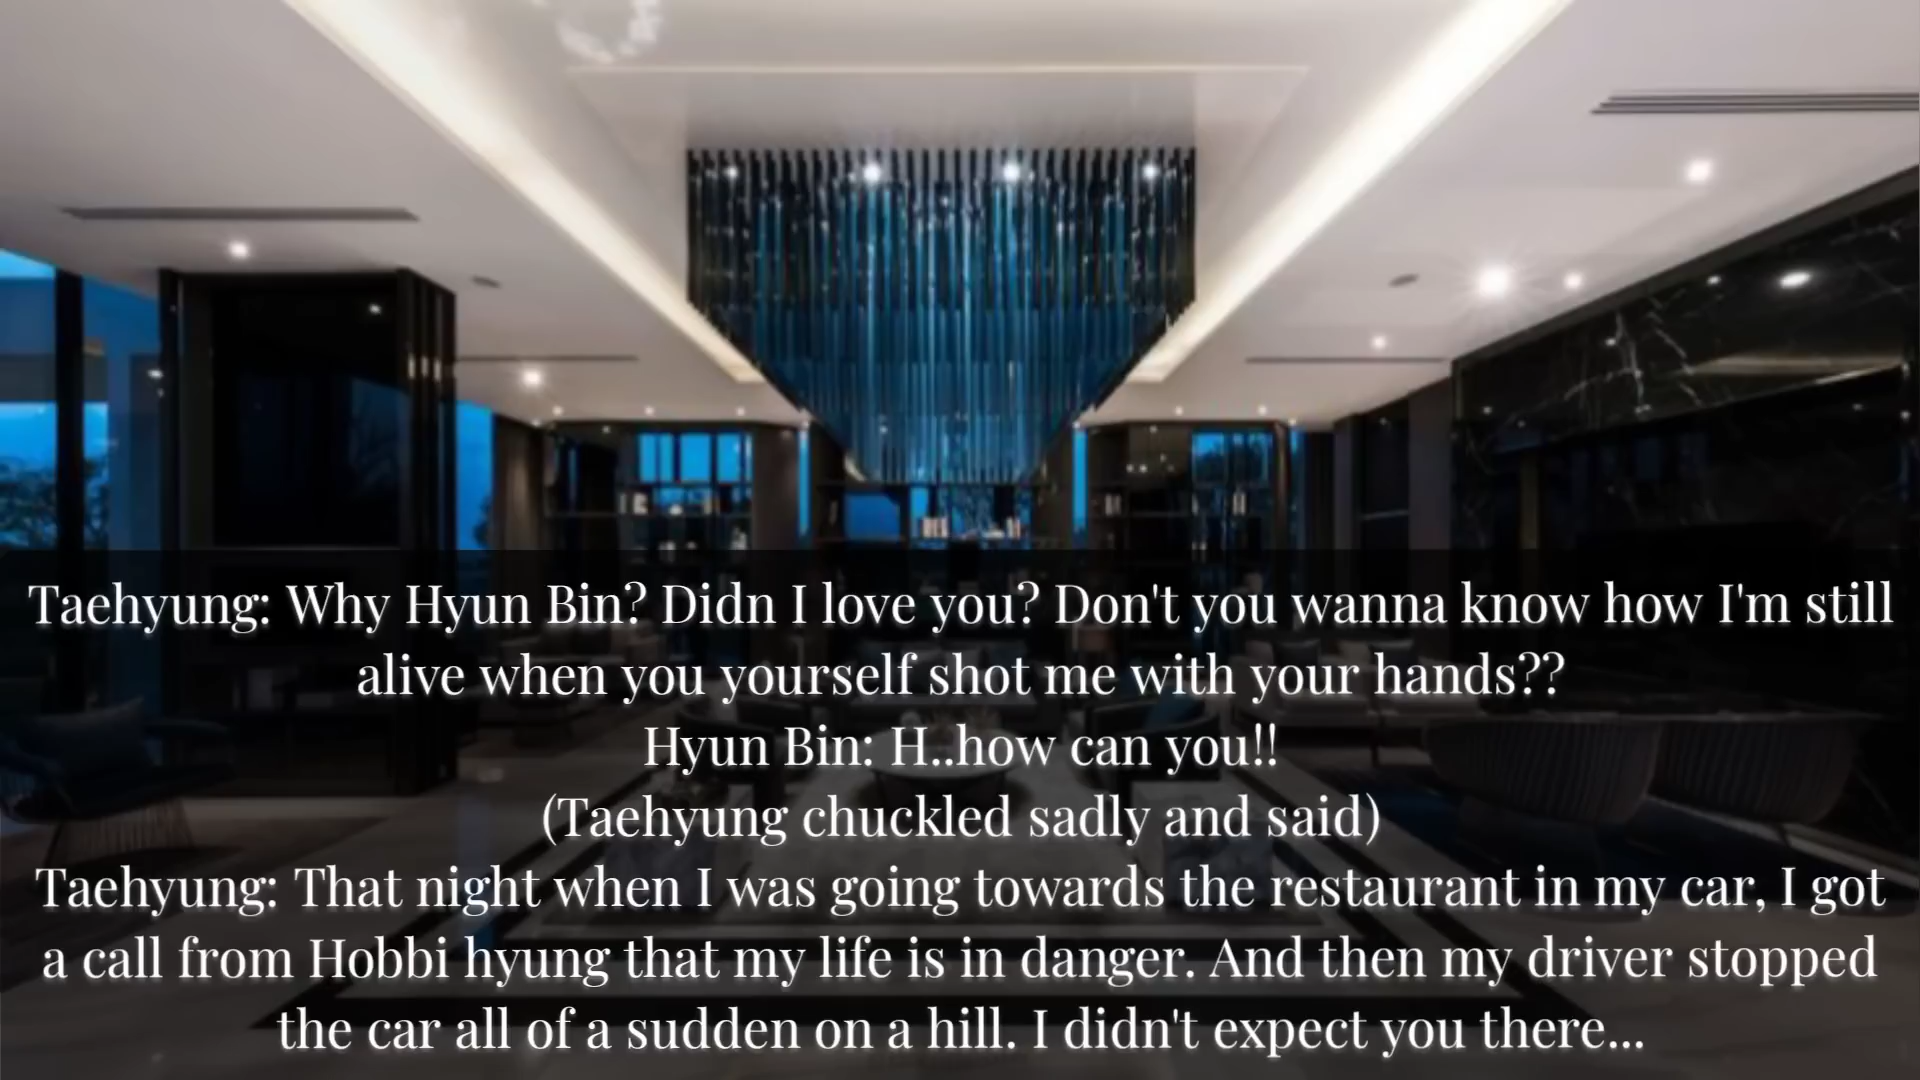 Taehyung: Why Hyun Bin? Didn I love you? Don't you wanna know how I'm still
alive when you yourself shot me with your hands??
Hyun Bin: H..how can you!!
(Taehyung chuckled sadly and said)
Taehyung: That night when I was going towards the restaurant in my car, I got
a call from Hobbi hyung that my life is in danger. And then my driver stopped
the car all of a sudden on a hill. I didn't expect you there...